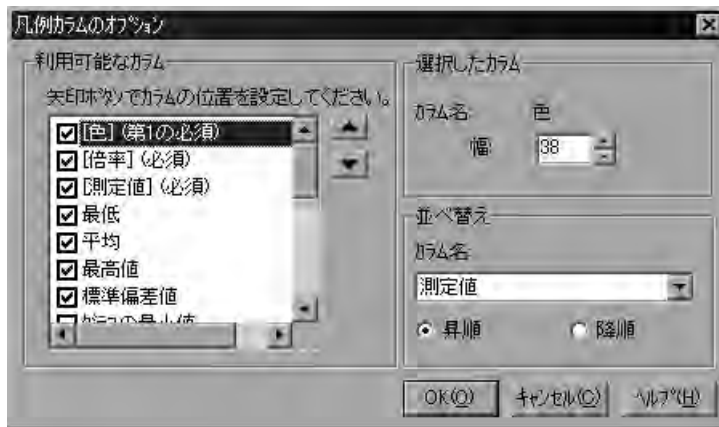 凡例ｶﾗﾑのｵﾌﾟｼｮﾝ
利用可能なｶﾗﾑ
矢印ﾎﾞﾀﾝでｶﾗﾑの位置を設定してください。
[色] (第1の必須)
[倍率] (必須)
[測定値] (必須)
最低
平均
最高値
標準偏差値
選択したｶﾗﾑ
ｶﾗﾑ名: 色
幅: 38
並べ替え
ｶﾗﾑ名:
測定値
昇順 降順
OK(O) ｷｬﾝｾﾙ(C) ﾍﾙﾌﾟ(H)